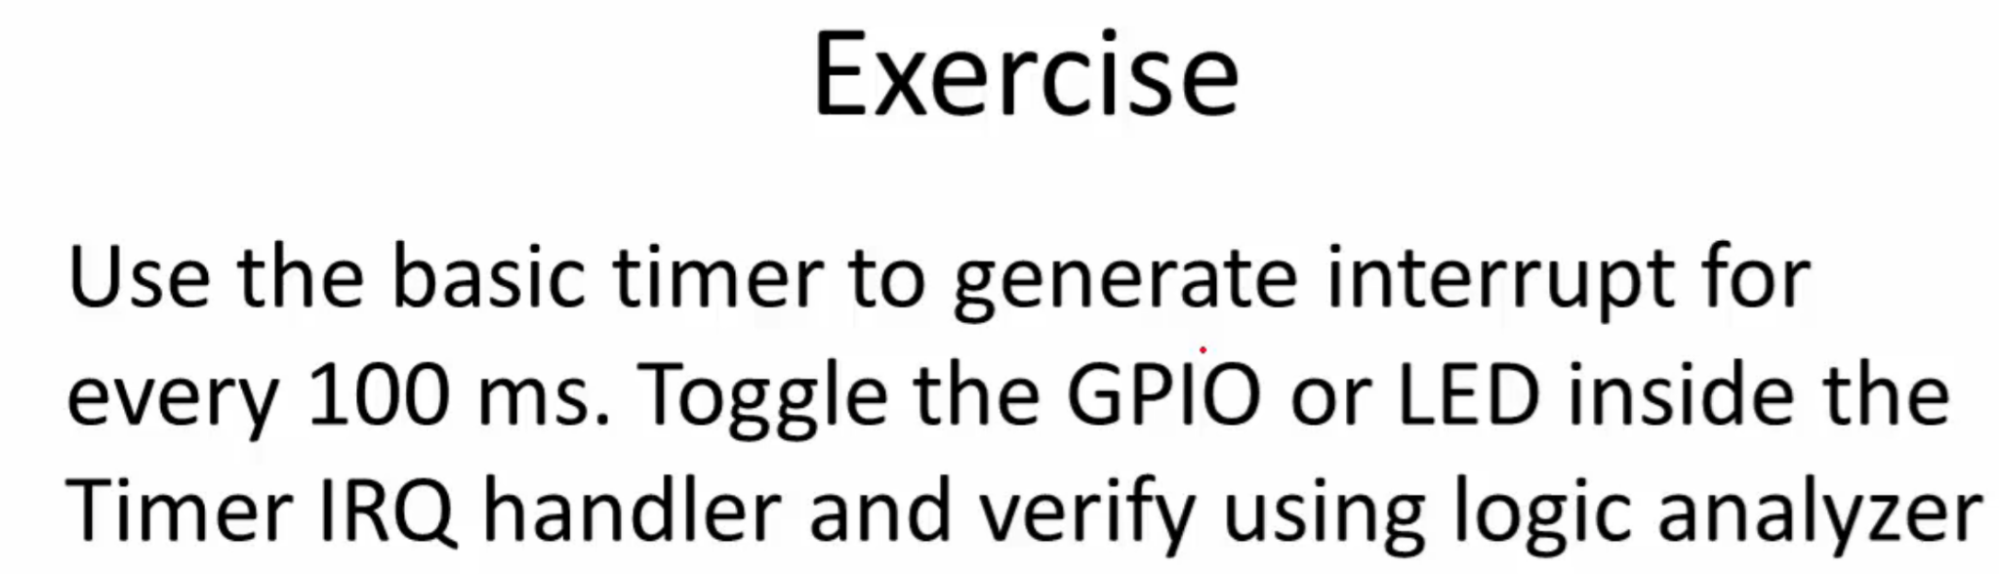 Exercise
Use the basic timer to generate interrupt for
every 100 ms. Toggle the GPIO or LED inside the
Timer IRQ handler and verify using logic analyzer